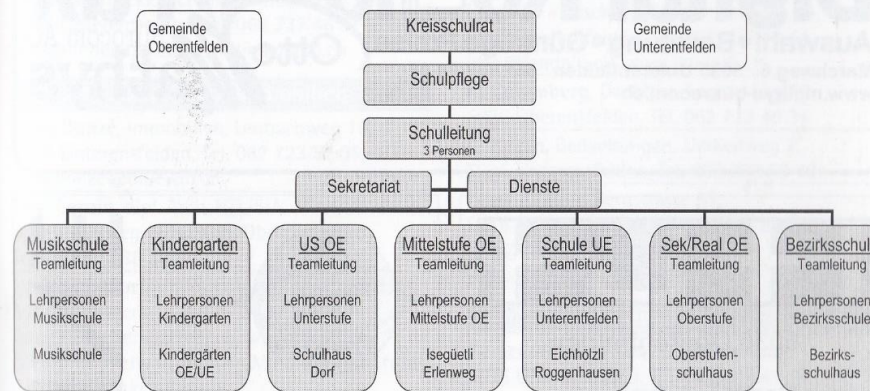 Gemeinde
Oberentfelden
Kreisschulrat
Gemeinde
Unterentfelden
Schulpflege
Schulleitung
3 Personen
Sekretariat
Dienste
Musikschule
Teamleitung
Lehrpersonen
Musikschule
Musikschule
Kindergarten
Teamleitung
Lehrpersonen
Kindergarten
Kindergärten
OE/UE
US OE
Teamleitung
Lehrpersonen
Unterstufe
Schulhaus
Dorf
Mittelstufe OE
Teamleitung
Lehrpersonen
Mittelstufe OE
Isegüetli
Erlenweg
Schule UE
Teamleitung
Lehrpersonen
Unterentfelden
Eichhölzli
Roggenhausen
Sek/Real OE
Teamleitung
Lehrpersonen
Oberstufe
Oberstufen-
schulhaus
Bezirksschul
Teamleitung
Lehrpersonen
Bezirksschule
Bezirks-
schulhaus